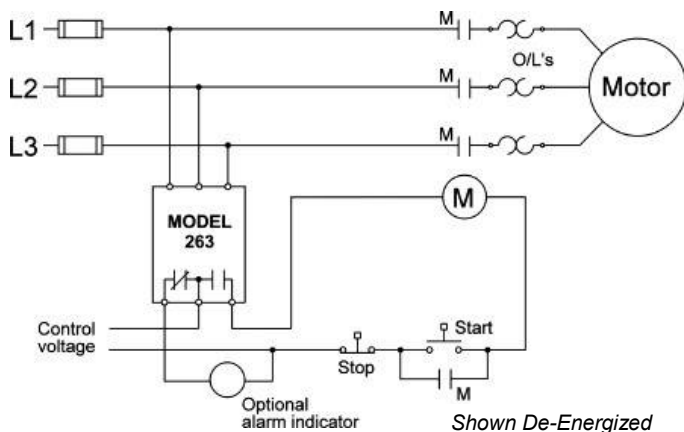 L1
M
O/L's
L2
M
Motor
L3
M
MODEL
263
M
Control
voltage
Start
Stop
M
Optional
alarm indicator
Shown De-Energized